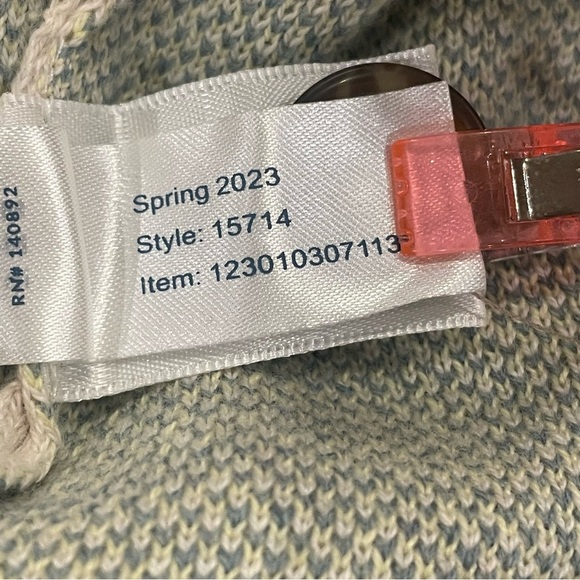 RN# 140892
Spring 2023
Style: 15714
Item: 123010307113